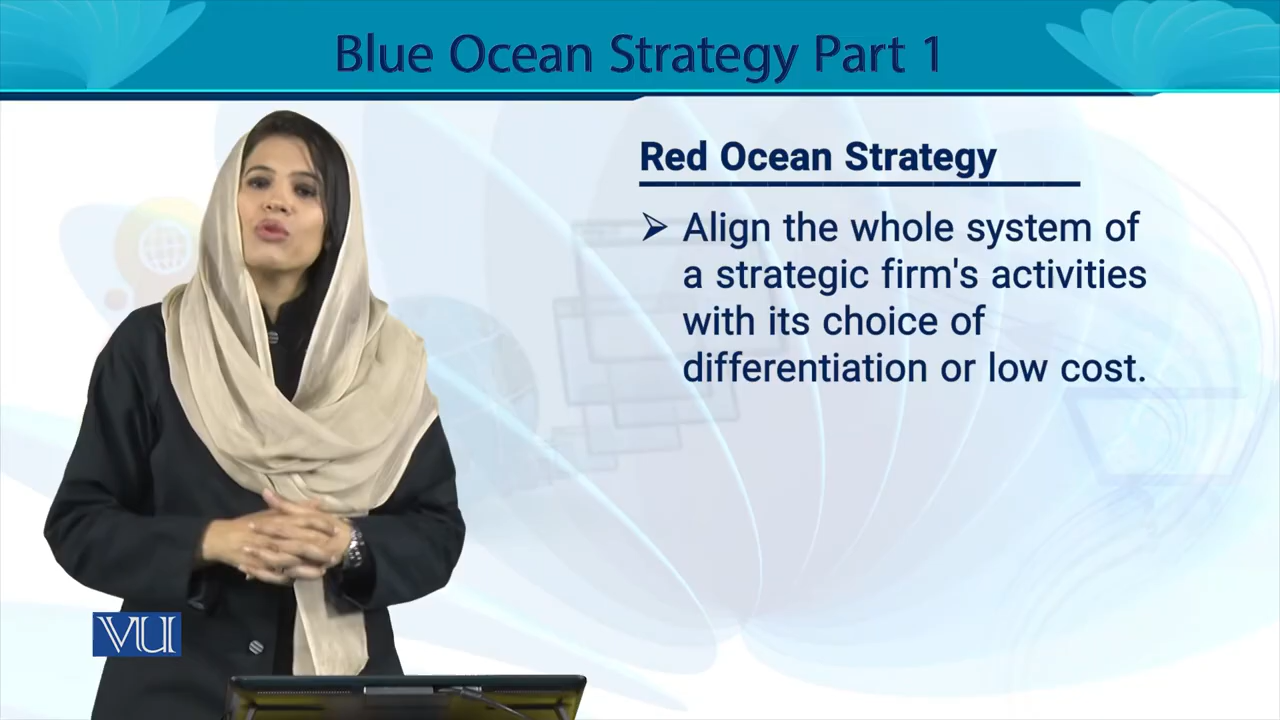 Blue Ocean Strategy Part 1
Red Ocean Strategy
➢ Align the whole system of
a strategic firm's activities
with its choice of
differentiation or low cost.
VU